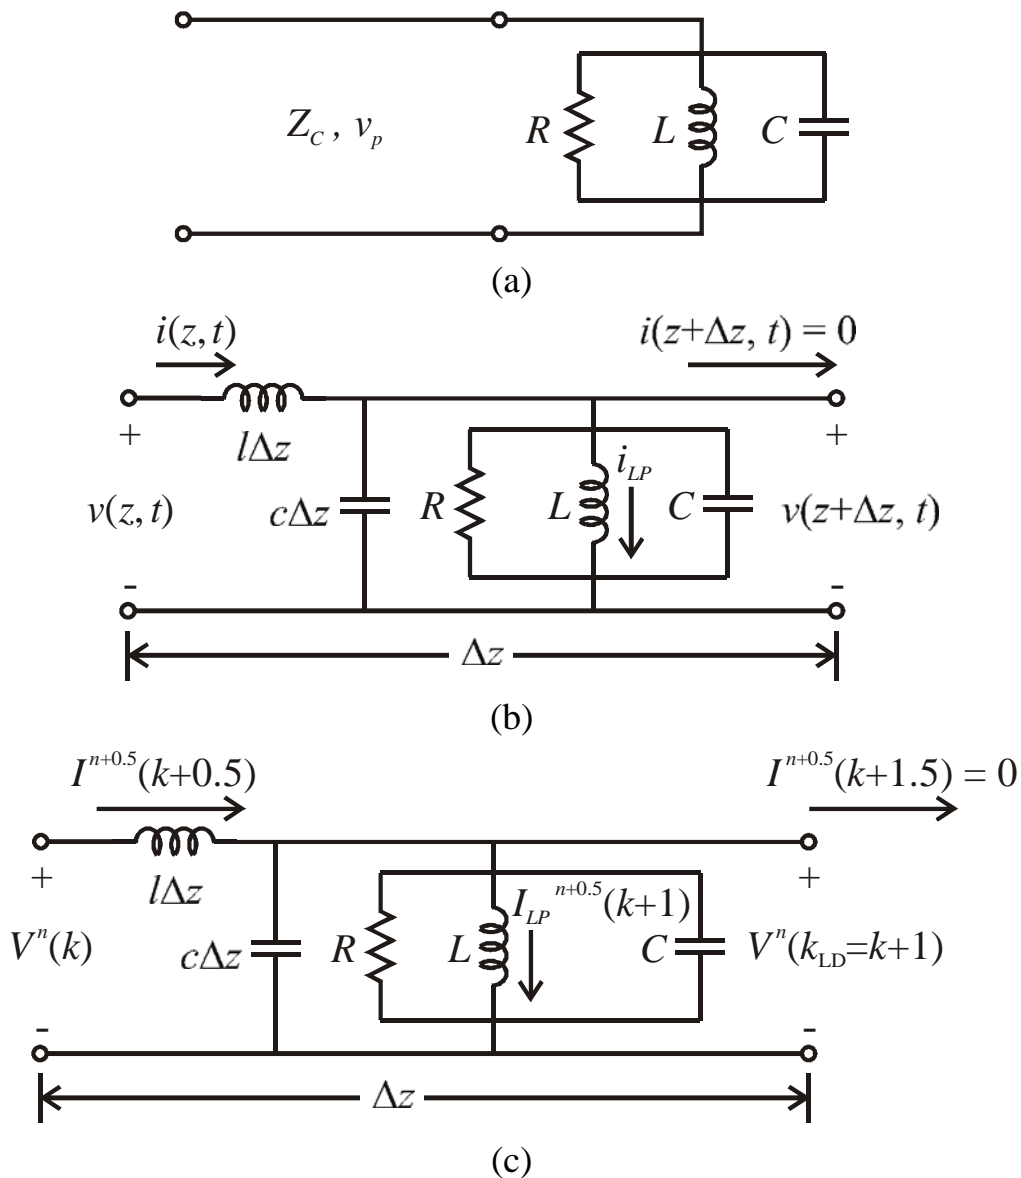 Z_C , v_p
R
L
C
(a)
i(z, t)
i(z+Δz, t) = 0
+
+
lΔz
i_LP
v(z, t)
cΔz
R
L
C
v(z+Δz, t)
-
-
Δz
(b)
I^{n+0.5}(k+0.5)
I^{n+0.5}(k+1.5) = 0
+
+
lΔz
I_LP^{n+0.5}(k+1)
V^n(k)
cΔz
R
L
C
V^n(k_LD=k+1)
-
-
Δz
(c)